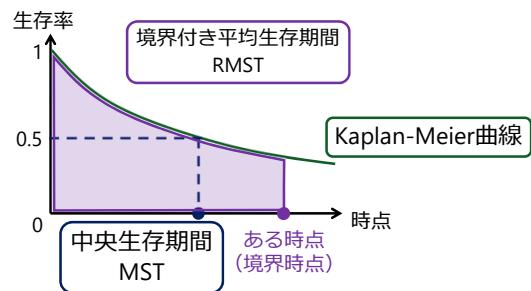 生存率
1
境界付き平均生存期間
RMST
0.5
Kaplan-Meier曲線
0
時点
中央生存期間
MST
ある時点
（境界時点）